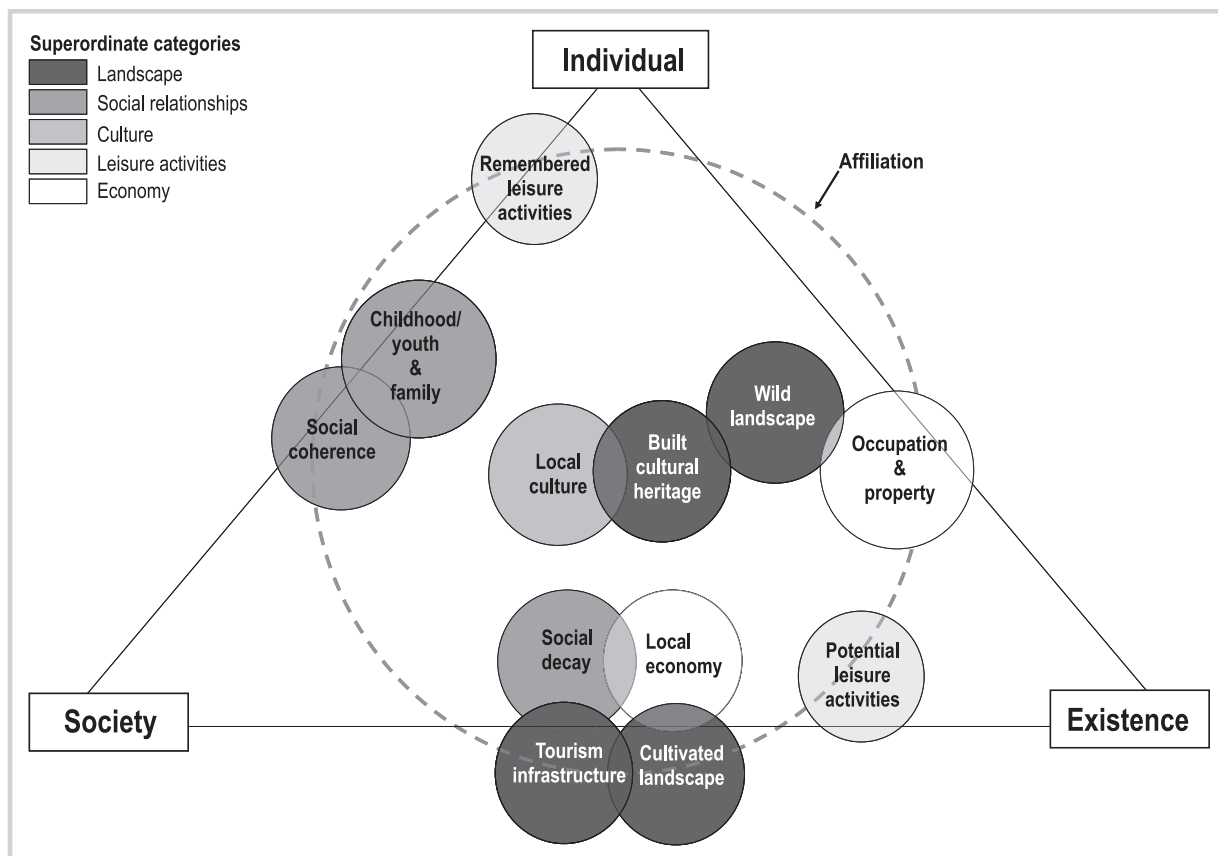 Superordinate categories
Landscape
Social relationships
Culture
Leisure activities
Economy
Individual
Affiliation
Remembered
leisure
activities
Childhood/
youth
&
family
Social
coherence
Wild
landscape
Local
culture
Built
cultural
heritage
Occupation
&
property
Social
decay
Local
economy
Potential
leisure
activities
Society
Existence
Tourism
infrastructure
Cultivated
landscape